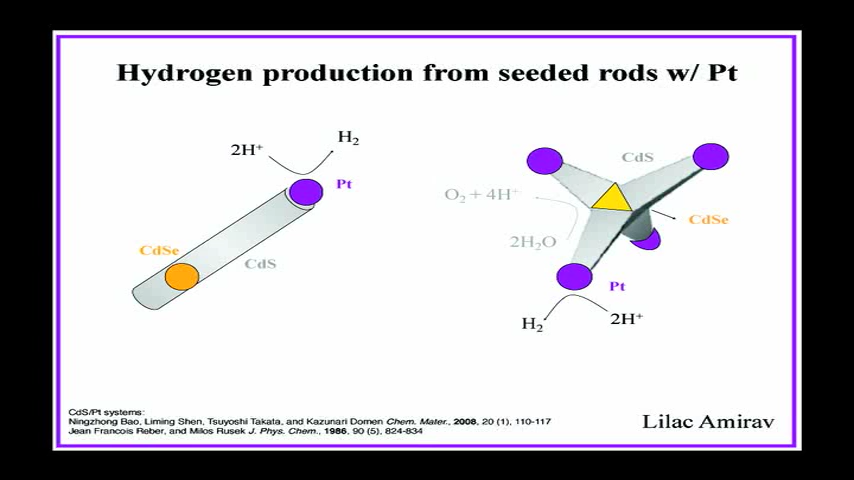 Hydrogen production from seeded rods w/ Pt
2H⁺
H₂
Pt
CdSe
CdS
CdS
O₂ + 4H⁺
2H₂O
CdSe
Pt
H₂
2H⁺
CdS/Pt systems:
Ningzhong Bao, Liming Shen, Tsuyoshi Takata, and Kazunari Domen Chem. Mater., 2008, 20 (1), 110-117
Jean Francois Reber, and Milos Rusek J. Phys. Chem., 1986, 90 (5), 824-834
Lilac Amirav